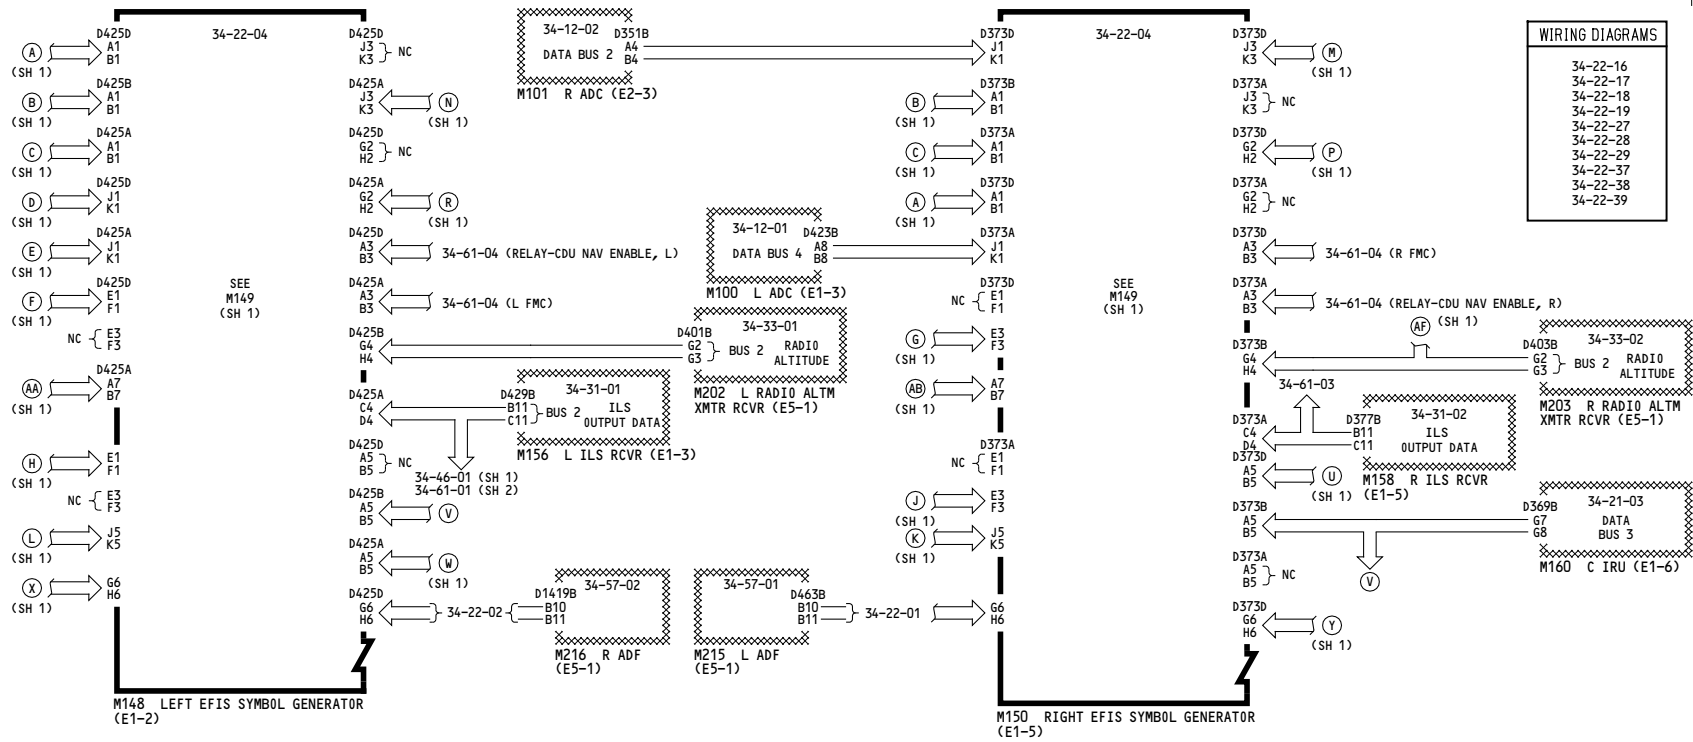 34-22-04
SEE
M149
(SH 1)
M148 LEFT EFIS SYMBOL GENERATOR
(E1-2)
D425D
A (SH 1) A1 B1
D425B
B (SH 1) A1 B1
D425A
C (SH 1) A1 B1
D425D
D (SH 1) J1 K1
D425A
E (SH 1) J1 K1
D425D
F (SH 1) E1 F1
NC E3 F3
D425A
AA (SH 1) A7 B7
H (SH 1) E1 F1
NC E3 F3
L (SH 1) J5 K5
X (SH 1) G6 H6
D425D
J3 K3 NC
D425A
J3 K3 N (SH 1)
D425D
G2 H2 NC
D425A
G2 H2 R (SH 1)
D425D
A3 B3 34-61-04 (RELAY-CDU NAV ENABLE, L)
D425A
A3 B3 34-61-04 (L FMC)
D425B
G4 H4
D425A
C4 D4
34-46-01 (SH 1)
34-61-01 (SH 2)
D425D
A5 B5 NC
D425B
A5 B5 V
D425A
A5 B5 W (SH 1)
D425D
G6 H6 34-22-02
34-12-02
D351B
DATA BUS 2 A4 B4
M101 R ADC (E2-3)
34-12-01
D423B
DATA BUS 4 A8 B8
M100 L ADC (E1-3)
34-33-01
D401B
G2 G3 BUS 2 RADIO ALTITUDE
M202 L RADIO ALTM
XMTR RCVR (E5-1)
34-31-01
D429B
B11 C11 BUS 2 ILS OUTPUT DATA
M156 L ILS RCVR (E1-3)
34-57-02
D1419B
B10
B11
M216 R ADF
(E5-1)
34-57-01
D463B
B10
B11
34-22-01
M215 L ADF
(E5-1)
34-22-04
SEE
M149
(SH 1)
M150 RIGHT EFIS SYMBOL GENERATOR
(E1-5)
D373D
J1 K1
D373B
B (SH 1) A1 B1
D373A
C (SH 1) A1 B1
D373D
A (SH 1) A1 B1
D373A
J1 K1
D373D
NC E1 F1
G (SH 1) E3 F3
AB (SH 1) A7 B7
D373A
NC E1 F1
J (SH 1) E3 F3
K (SH 1) J5 K5
G6 H6
D373D
J3 K3 M (SH 1)
D373A
J3 K3 NC
D373D
G2 H2 P (SH 1)
D373A
G2 H2 NC
D373D
A3 B3 34-61-04 (R FMC)
D373A
A3 B3 34-61-04 (RELAY-CDU NAV ENABLE, R)
AF (SH 1)
D373B
G4 H4
34-61-03
D373A
C4 D4
D373D
A5 B5 U (SH 1)
D373B
A5 B5
V
D373A
A5 B5 NC
D373D
G6 H6 Y (SH 1)
34-33-02
D403B
G2 G3 BUS 2 RADIO ALTITUDE
M203 R RADIO ALTM
XMTR RCVR (E5-1)
34-31-02
D377B
B11 C11 ILS OUTPUT DATA
M158 R ILS RCVR
(E1-5)
34-21-03
D369B
G7 G8 DATA BUS 3
M160 C IRU (E1-6)
WIRING DIAGRAMS
34-22-16
34-22-17
34-22-18
34-22-19
34-22-27
34-22-28
34-22-29
34-22-37
34-22-38
34-22-39